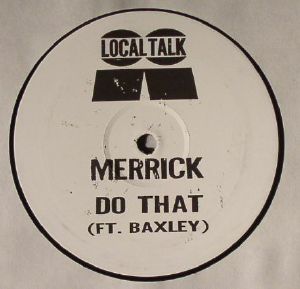 LOCAL TALK
MERRICK
DO THAT
(FT. BAXLEY)